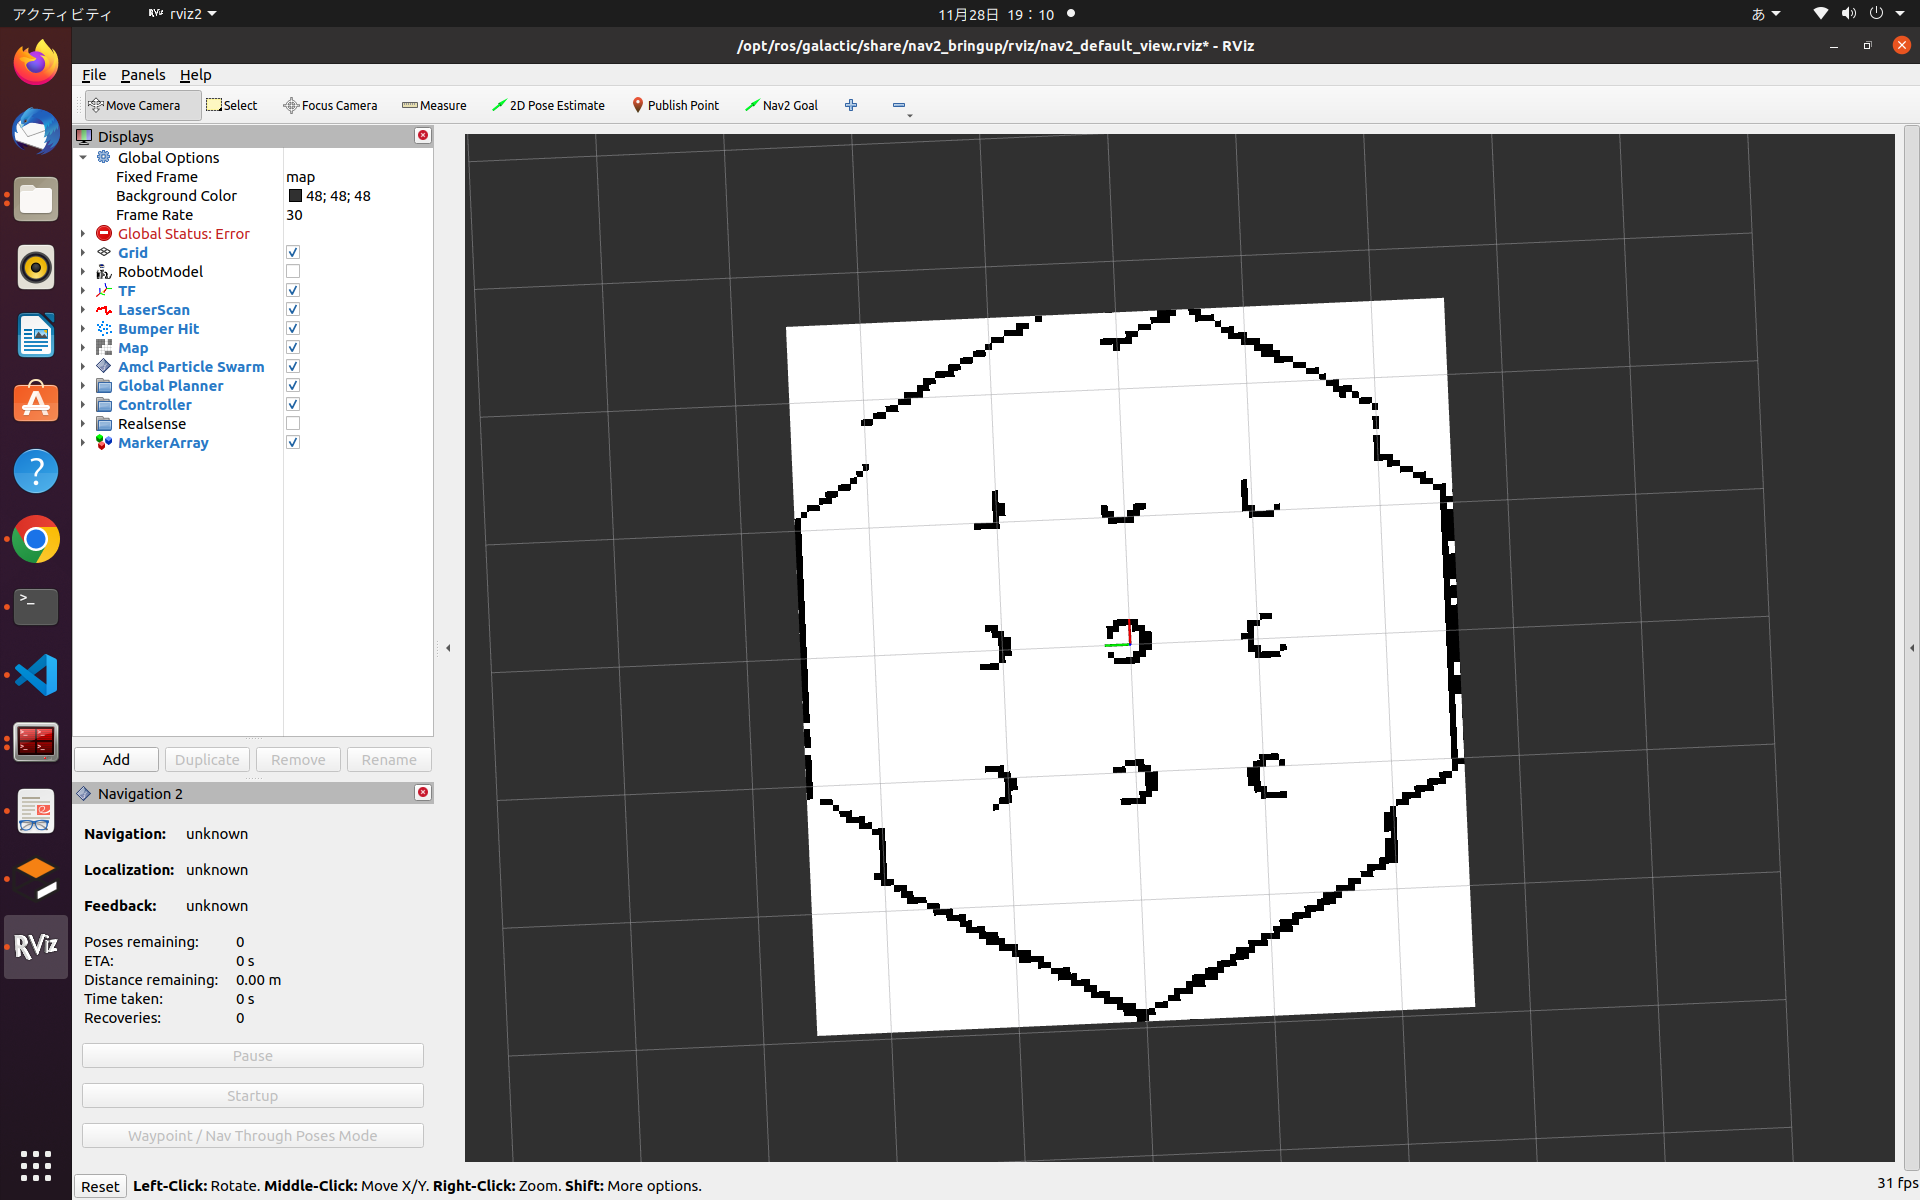 アクティビティ
RViz rviz2
11月28日 19：10
あ
/opt/ros/galactic/share/nav2_bringup/rviz/nav2_default_view.rviz* - RViz
File Panels Help
Move Camera Select Focus Camera Measure 2D Pose Estimate Publish Point Nav2 Goal
Displays
Global Options
Fixed Frame map
Background Color 48; 48; 48
Frame Rate 30
Global Status: Error
Grid
RobotModel
TF
LaserScan
Bumper Hit
Map
Amcl Particle Swarm
Global Planner
Controller
Realsense
MarkerArray
Add Duplicate Remove Rename
Navigation 2
Navigation: unknown
Localization: unknown
Feedback: unknown
Poses remaining: 0
ETA: 0 s
Distance remaining: 0.00 m
Time taken: 0 s
Recoveries: 0
Pause
Startup
Waypoint / Nav Through Poses Mode
RViz
Reset Left-Click: Rotate. Middle-Click: Move X/Y. Right-Click: Zoom. Shift: More options.
31 fps